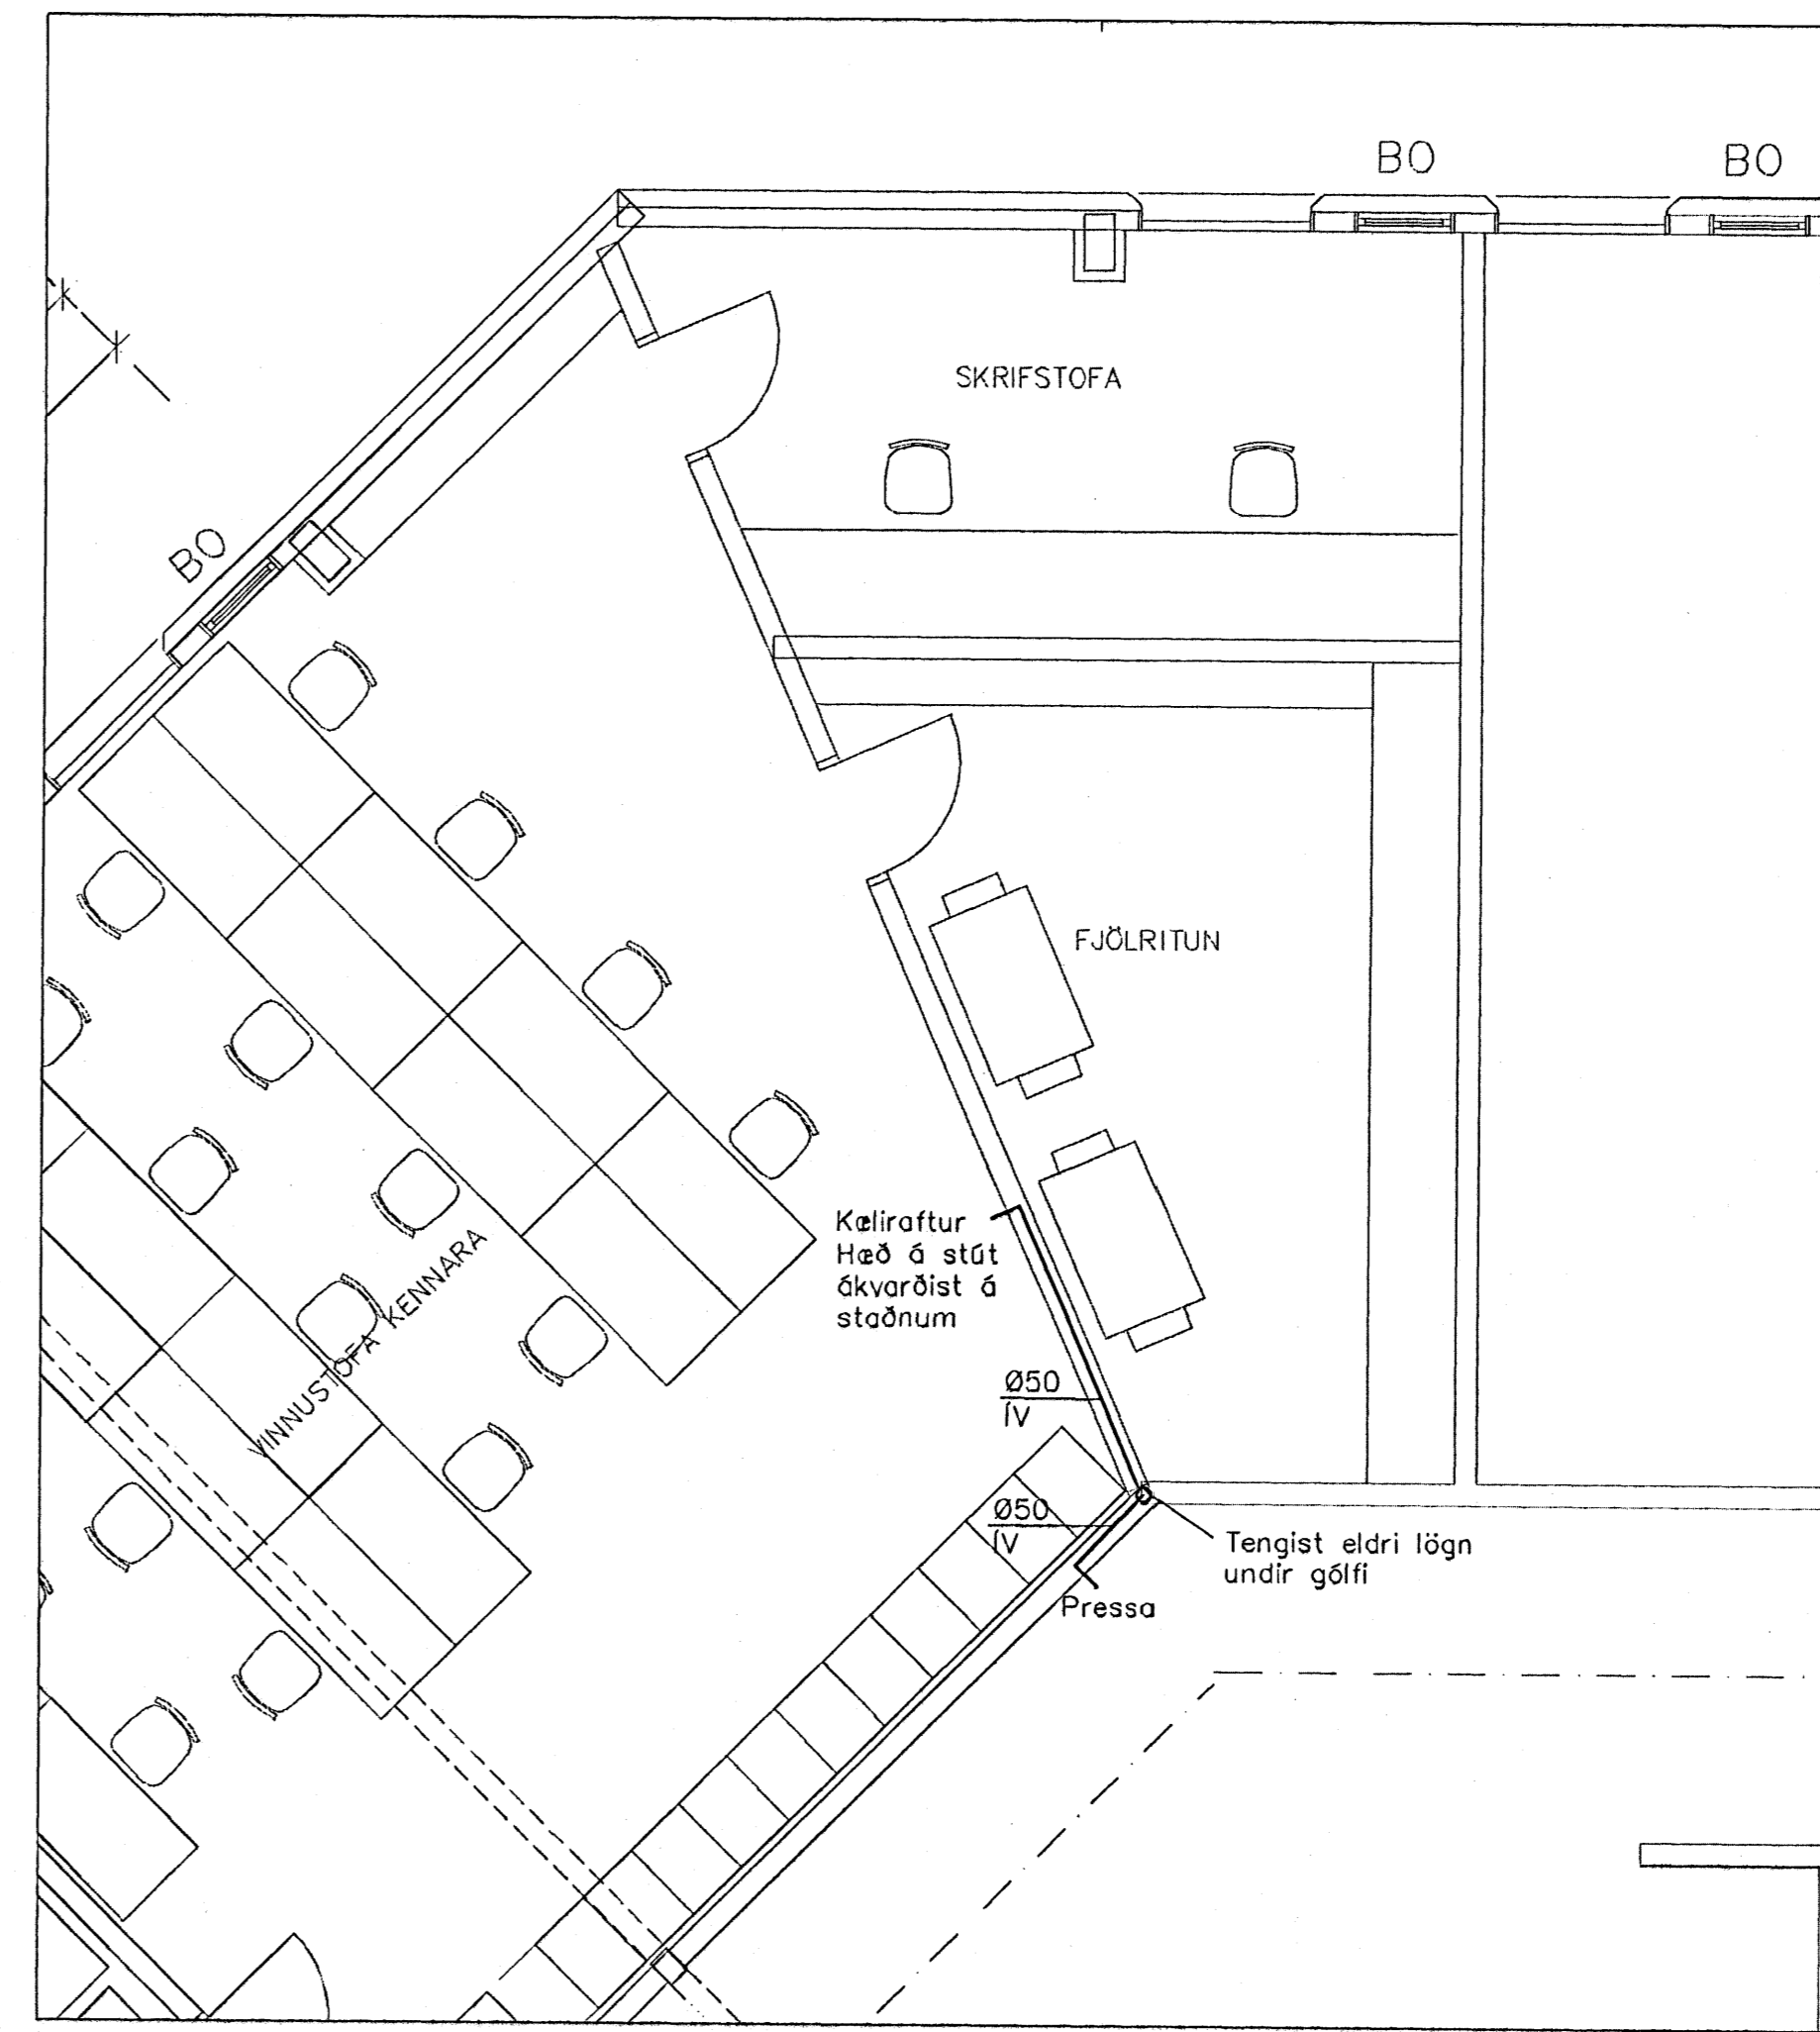 BO
BO
SKRIFSTOFA
BO
FJÖLRITUN
Kæliraftur
Hæð á stút
ákvarðist á
staðnum
VINNUSTOFA KENNARA
Ø50
ÍV
Ø50
ÍV
Tengist eldri lögn
undir gólfi
Pressa